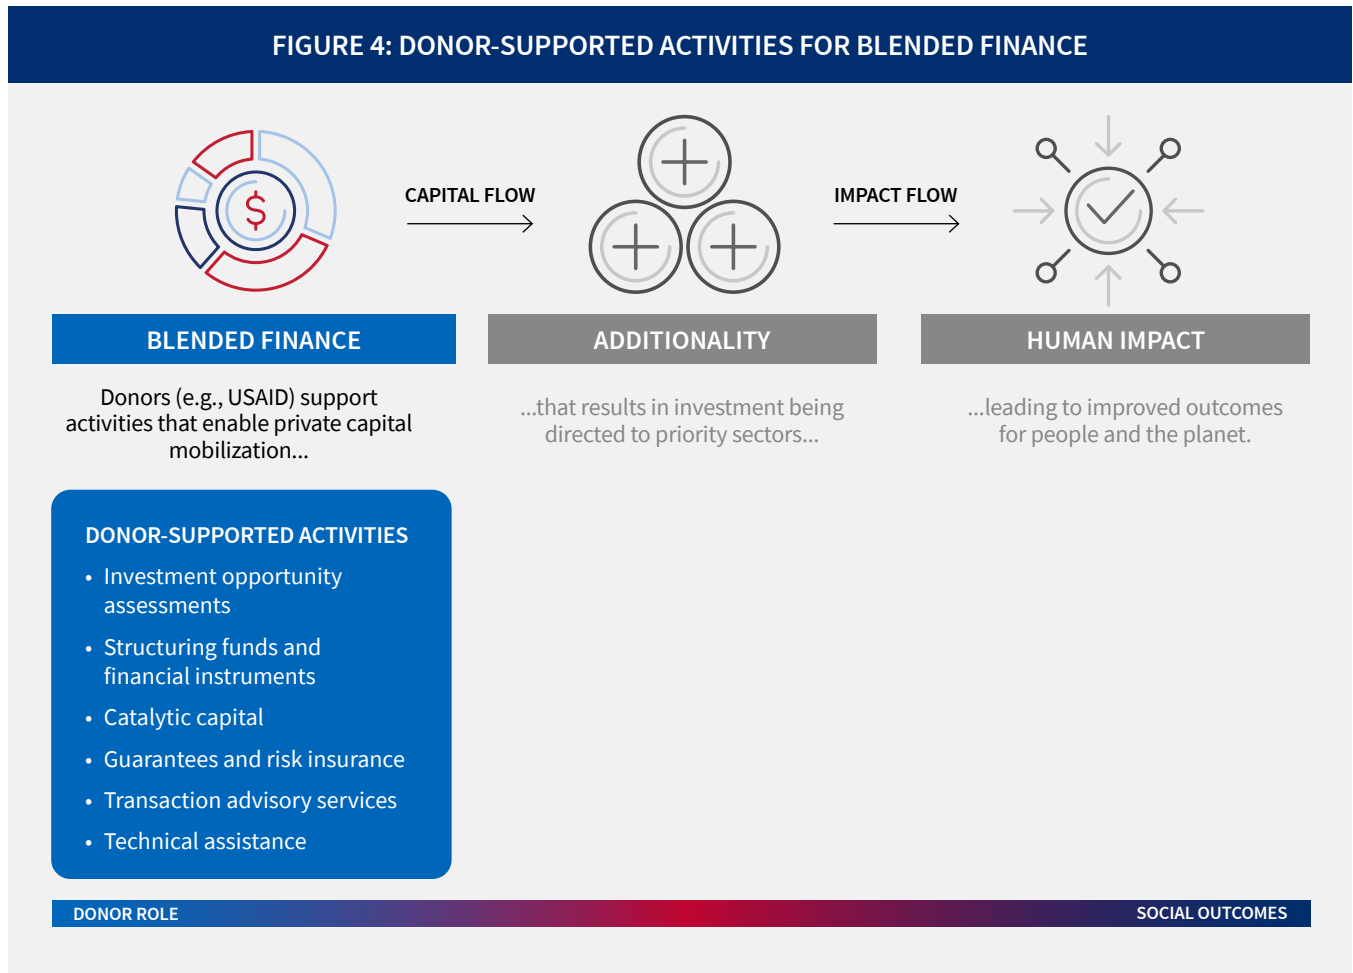 FIGURE 4: DONOR-SUPPORTED ACTIVITIES FOR BLENDED FINANCE
$
CAPITAL FLOW
IMPACT FLOW
BLENDED FINANCE
Donors (e.g., USAID) support
activities that enable private capital
mobilization...
ADDITIONALITY
...that results in investment being
directed to priority sectors...
HUMAN IMPACT
...leading to improved outcomes
for people and the planet.
DONOR-SUPPORTED ACTIVITIES
• Investment opportunity
assessments
• Structuring funds and
financial instruments
• Catalytic capital
• Guarantees and risk insurance
• Transaction advisory services
• Technical assistance
DONOR ROLE
SOCIAL OUTCOMES